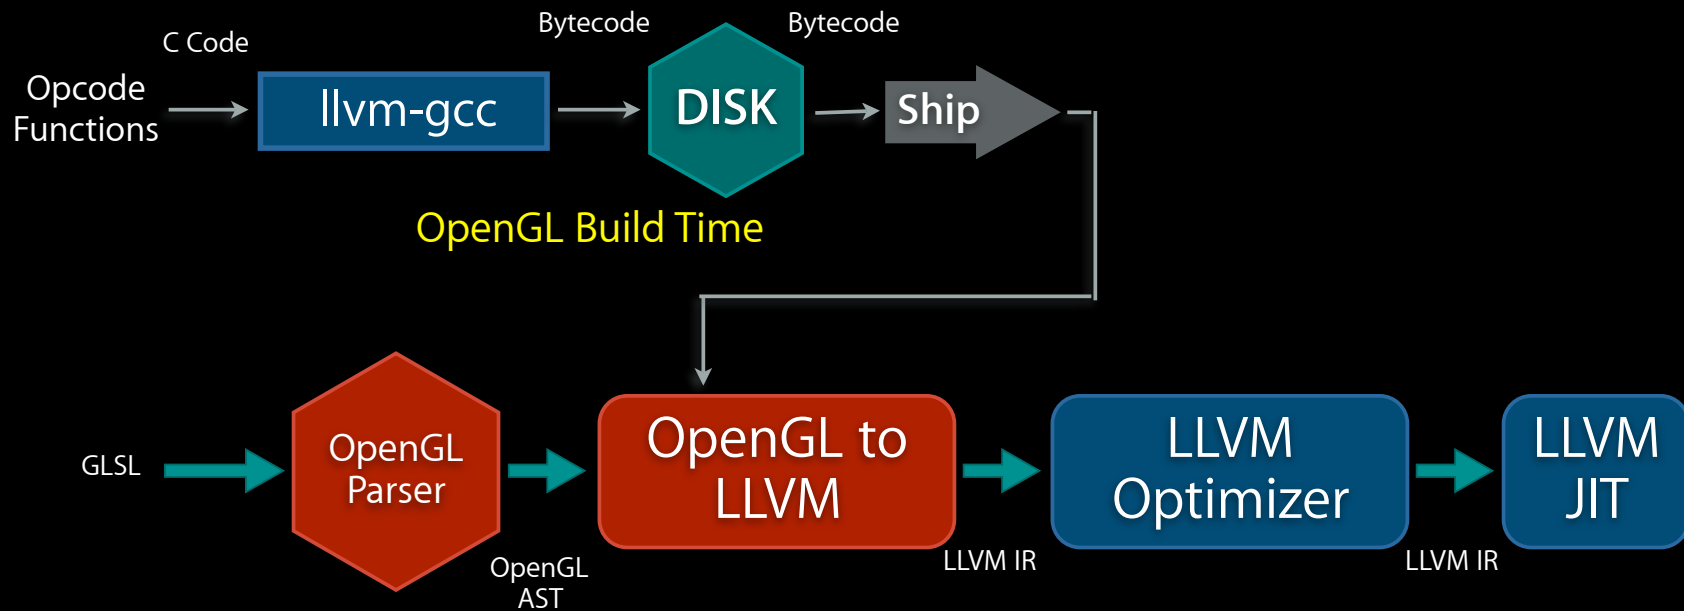 C Code
Bytecode
Bytecode
Opcode
Functions
llvm-gcc
DISK
Ship
OpenGL Build Time
GLSL
OpenGL
Parser
OpenGL
AST
OpenGL to
LLVM
LLVM IR
LLVM
Optimizer
LLVM IR
LLVM
JIT